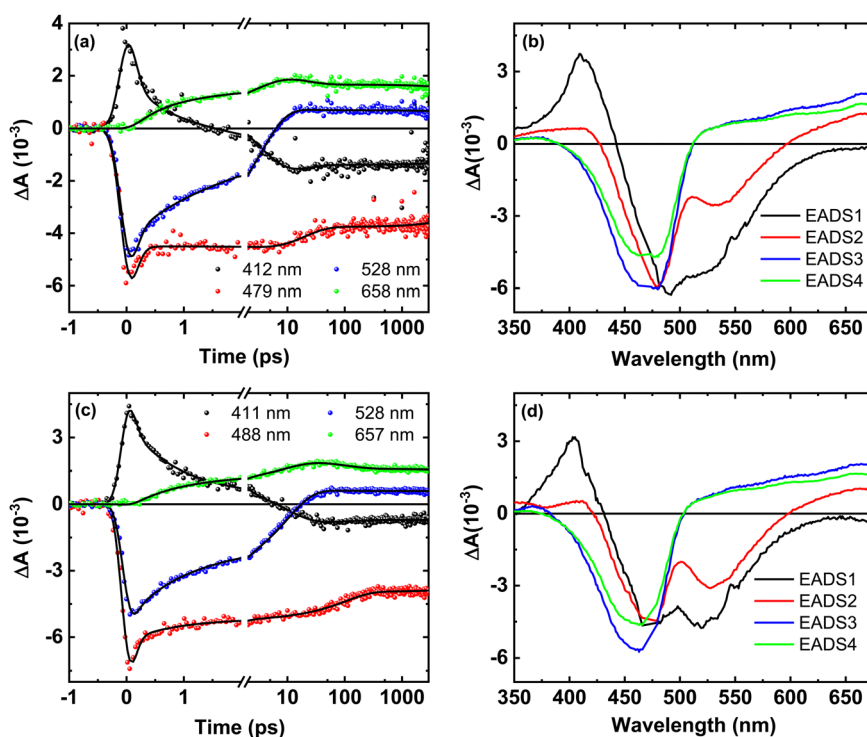 (a)
4
2
0
-2
-4
-6
ΔA (10⁻³)
412 nm 528 nm
479 nm 658 nm
-1 0 1 10 100 1000
Time (ps)
(b)
3
0
-3
-6
ΔA (10⁻³)
EADS1
EADS2
EADS3
EADS4
350 400 450 500 550 600 650
Wavelength (nm)
(c)
411 nm 528 nm
488 nm 657 nm
3
0
-3
-6
ΔA (10⁻³)
-1 0 1 10 100 1000
Time (ps)
(d)
3
0
-3
-6
ΔA(10⁻³)
EADS1
EADS2
EADS3
EADS4
350 400 450 500 550 600 650
Wavelength (nm)